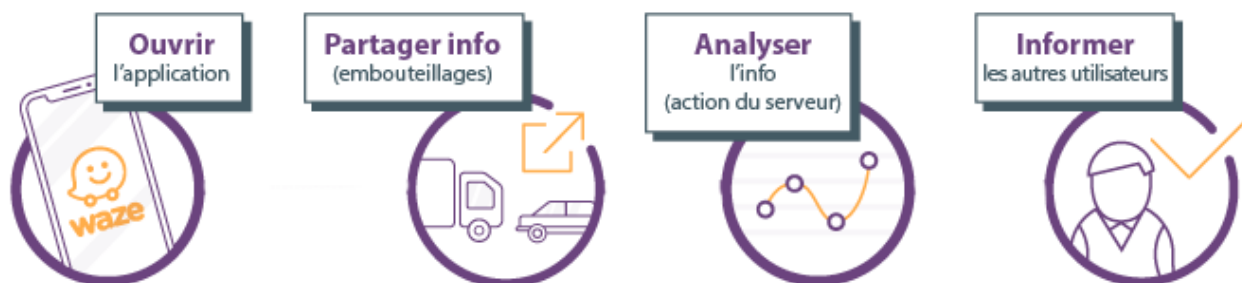 Ouvrir
l'application
waze
Partager info
(embouteillages)
Analyser
l'info
(action du serveur)
Informer
les autres utilisateurs